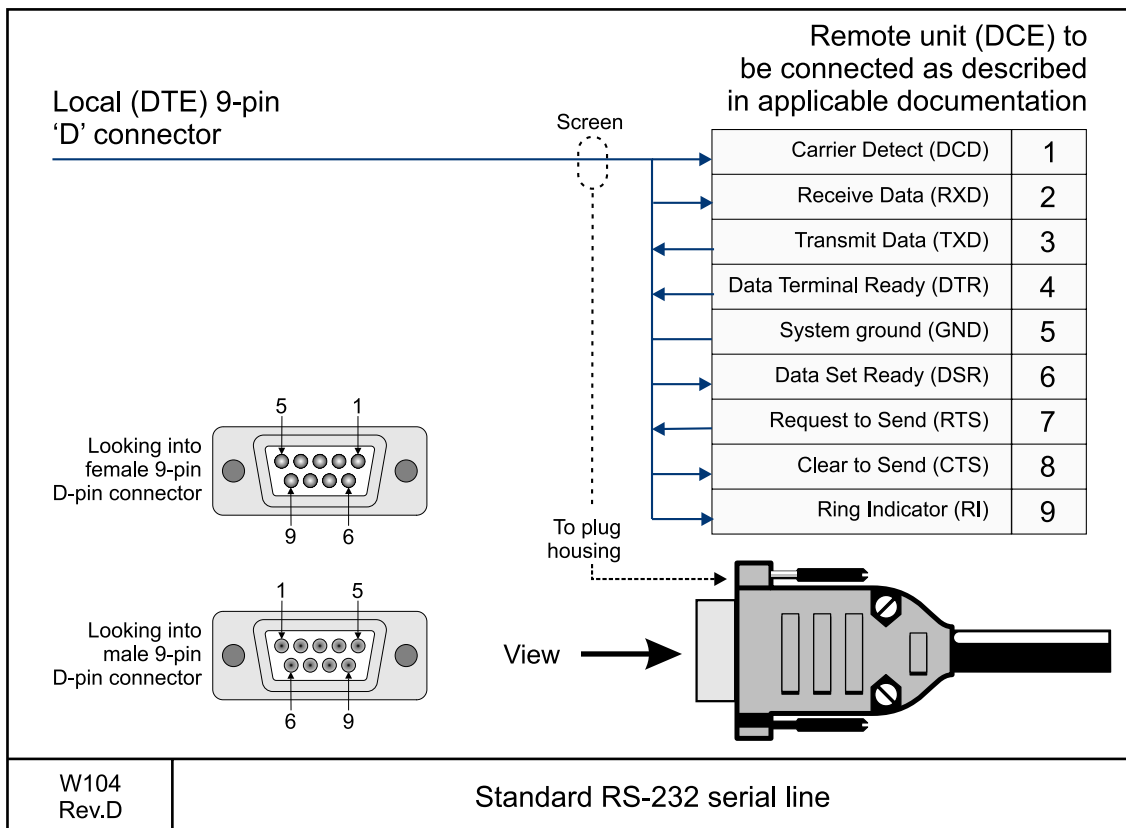 Remote unit (DCE) to
be connected as described
in applicable documentation
Local (DTE) 9-pin
‘D’ connector
Screen
Carrier Detect (DCD) 1
Receive Data (RXD) 2
Transmit Data (TXD) 3
Data Terminal Ready (DTR) 4
System ground (GND) 5
Data Set Ready (DSR) 6
Request to Send (RTS) 7
Clear to Send (CTS) 8
Ring Indicator (RI) 9
5 1
Looking into
female 9-pin
D-pin connector
9 6
To plug
housing
1 5
Looking into
male 9-pin
D-pin connector
6 9
View
W104
Rev.D
Standard RS-232 serial line